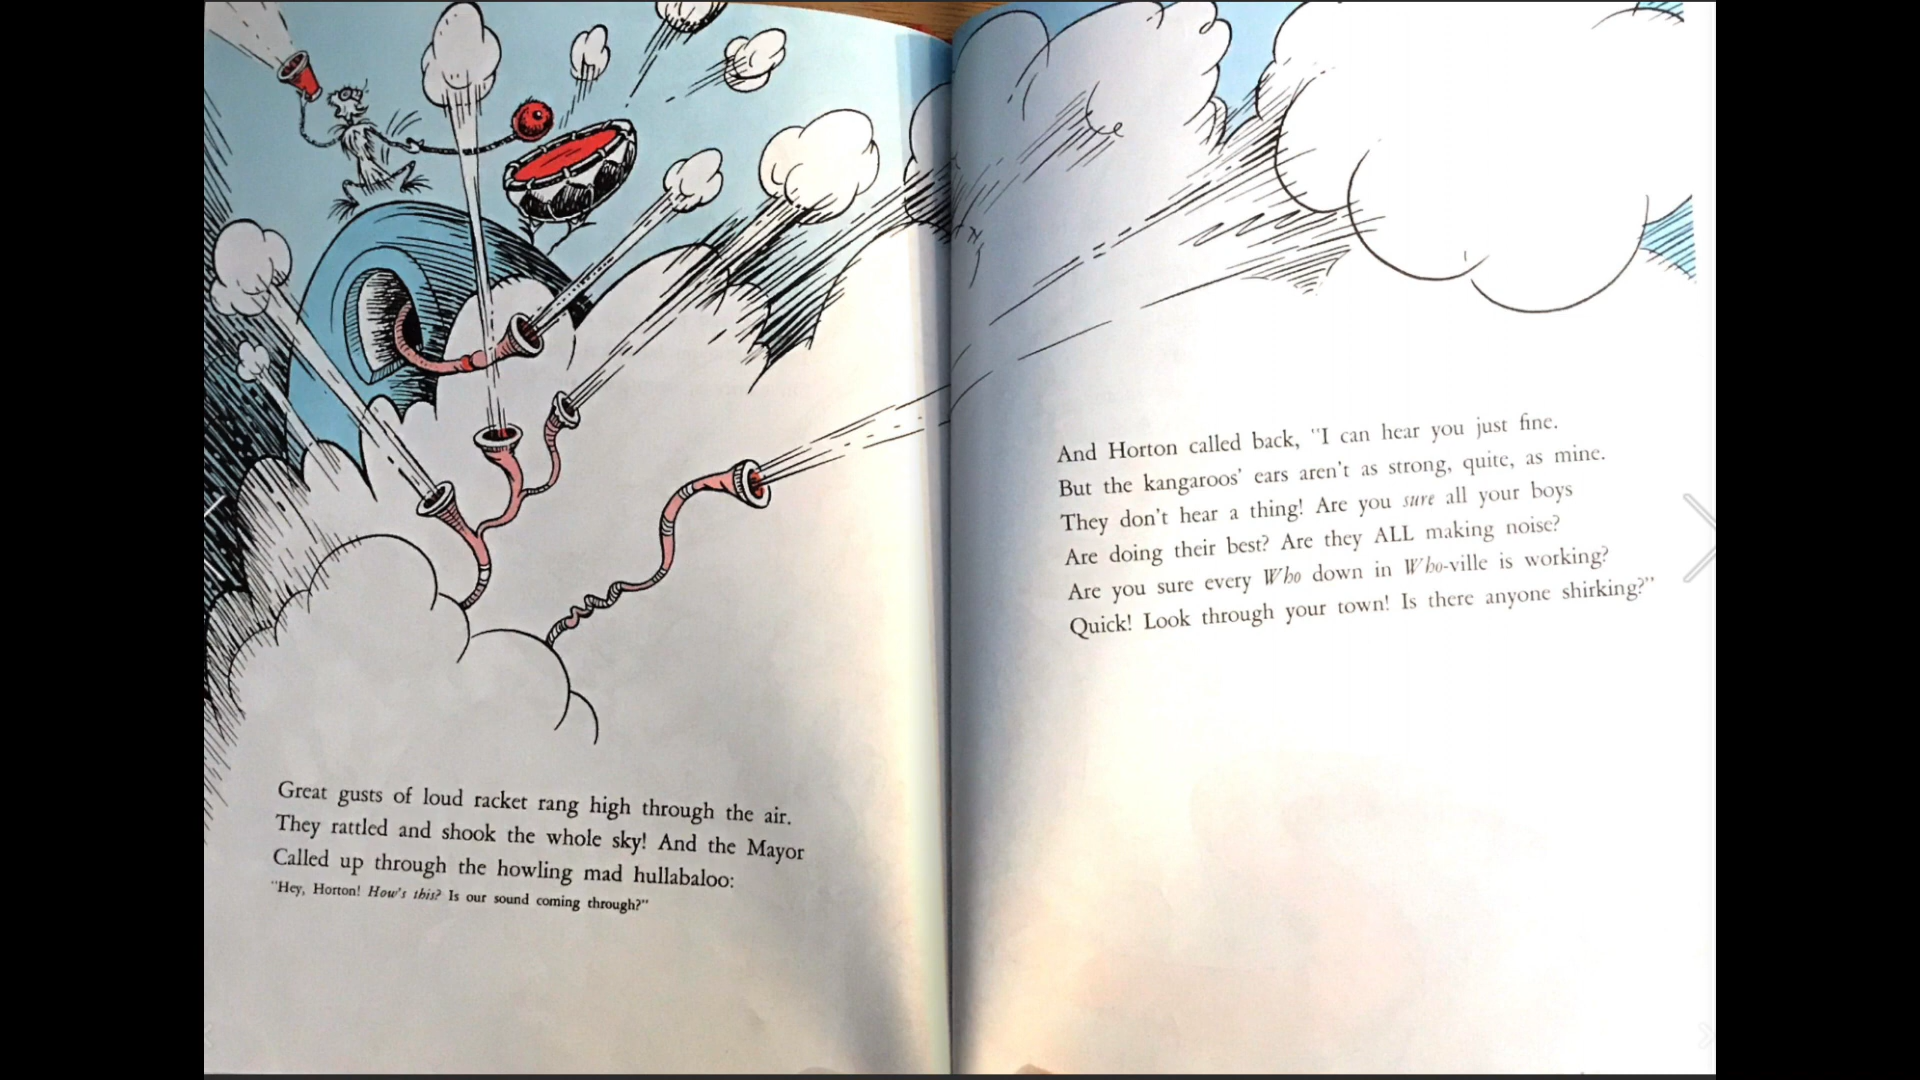 Great gusts of loud racket rang high through the air.
They rattled and shook the whole sky! And the Mayor
Called up through the howling mad hullabaloo:
"Hey, Horton! How's this? Is our sound coming through?"
And Horton called back, "I can hear you just fine.
But the kangaroos' ears aren't as strong, quite, as mine.
They don't hear a thing! Are you sure all your boys
Are doing their best? Are they ALL making noise?
Are you sure every Who down in Who-ville is working?
Quick! Look through your town! Is there anyone shirking?"